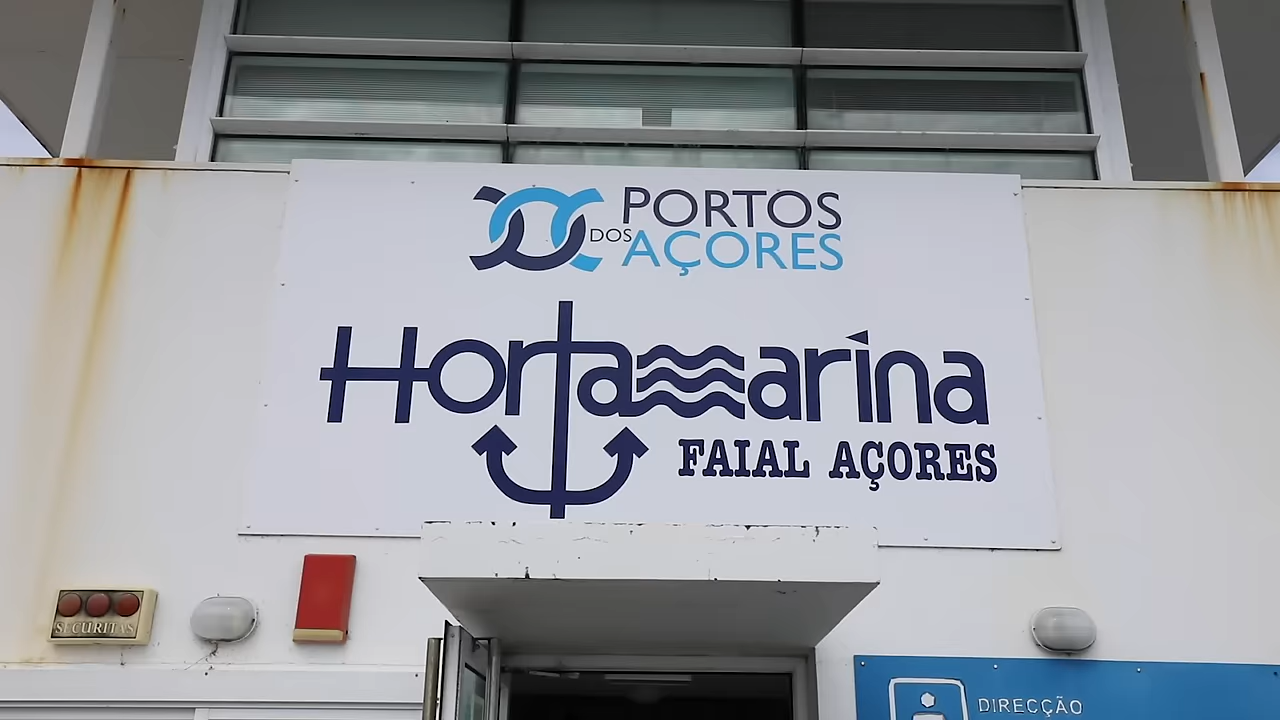 PORTOS
DOS AÇORES
Hortamarina
FAIAL AÇORES
SECURITAS
DIRECÇÃO